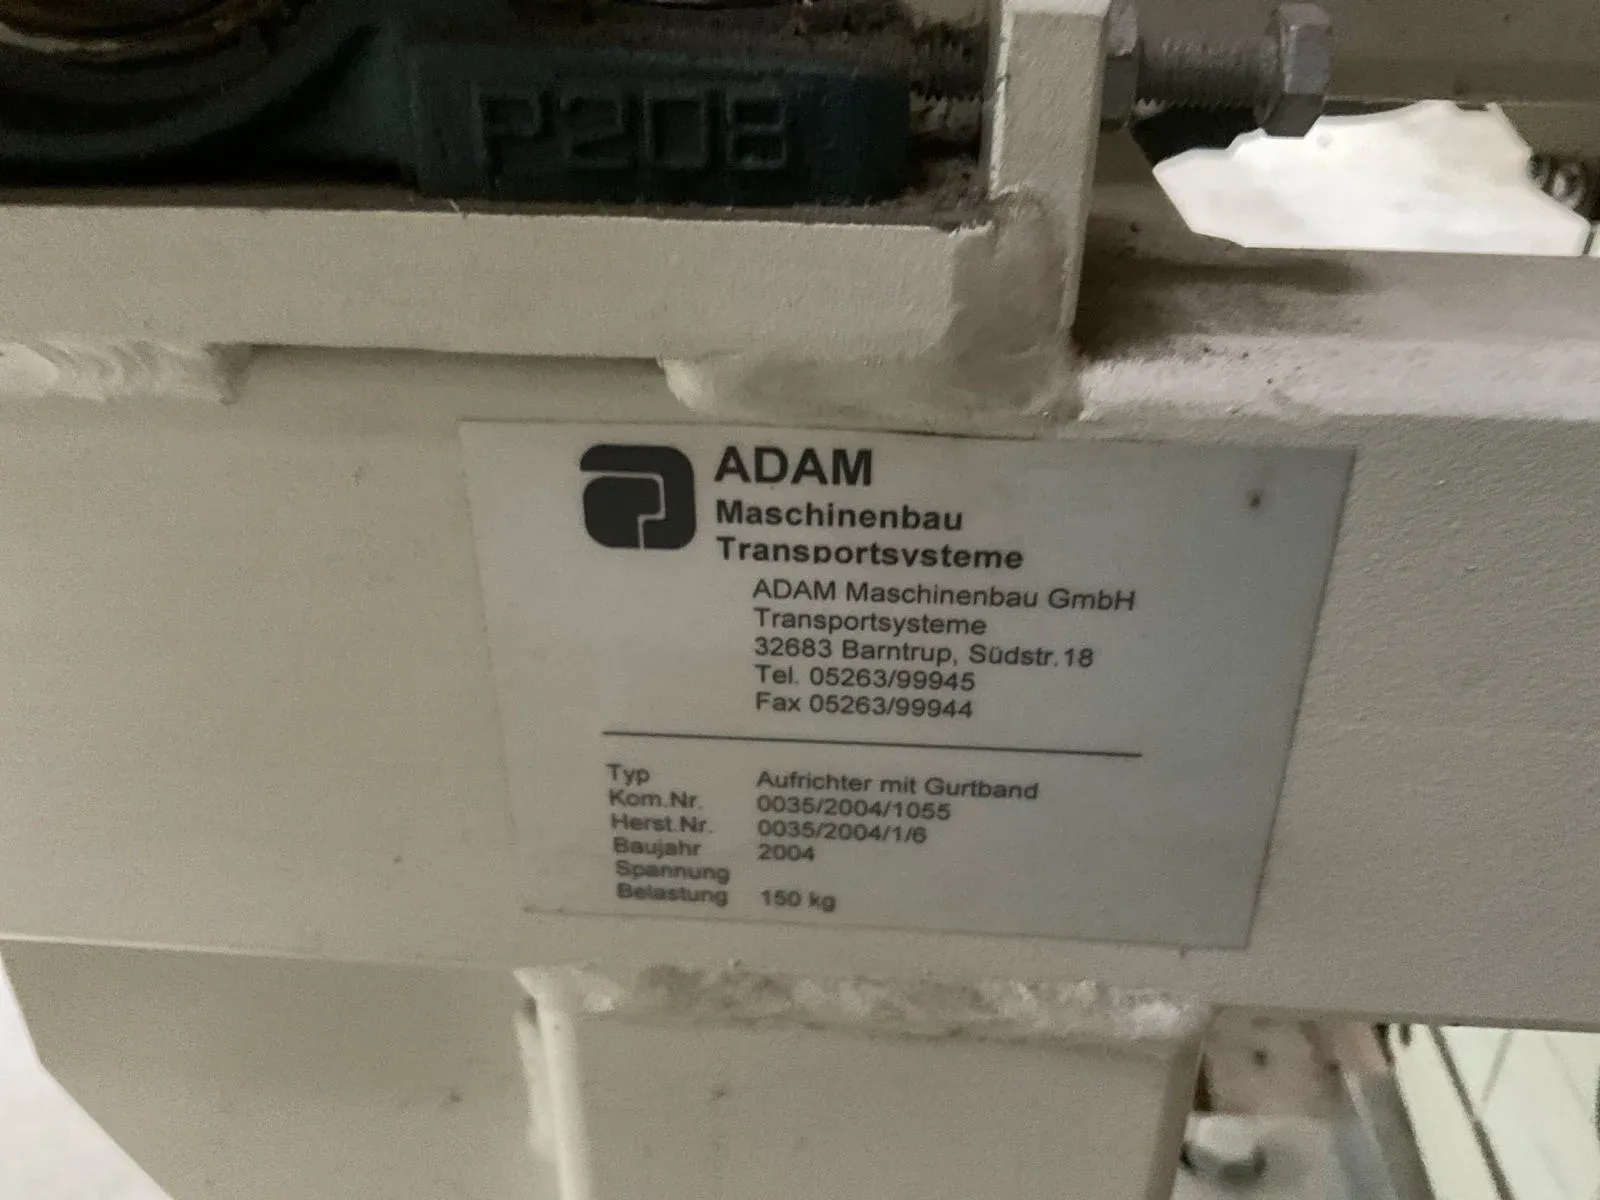 P208
ADAM
Maschinenbau
Transportsysteme
ADAM Maschinenbau GmbH
Transportsysteme
32683 Barntrup, Südstr.18
Tel. 05263/99945
Fax 05263/99944
Typ Aufrichter mit Gurtband
Kom.Nr. 0035/2004/1055
Herst.Nr. 0035/2004/1/6
Baujahr 2004
Spannung
Belastung 150 kg